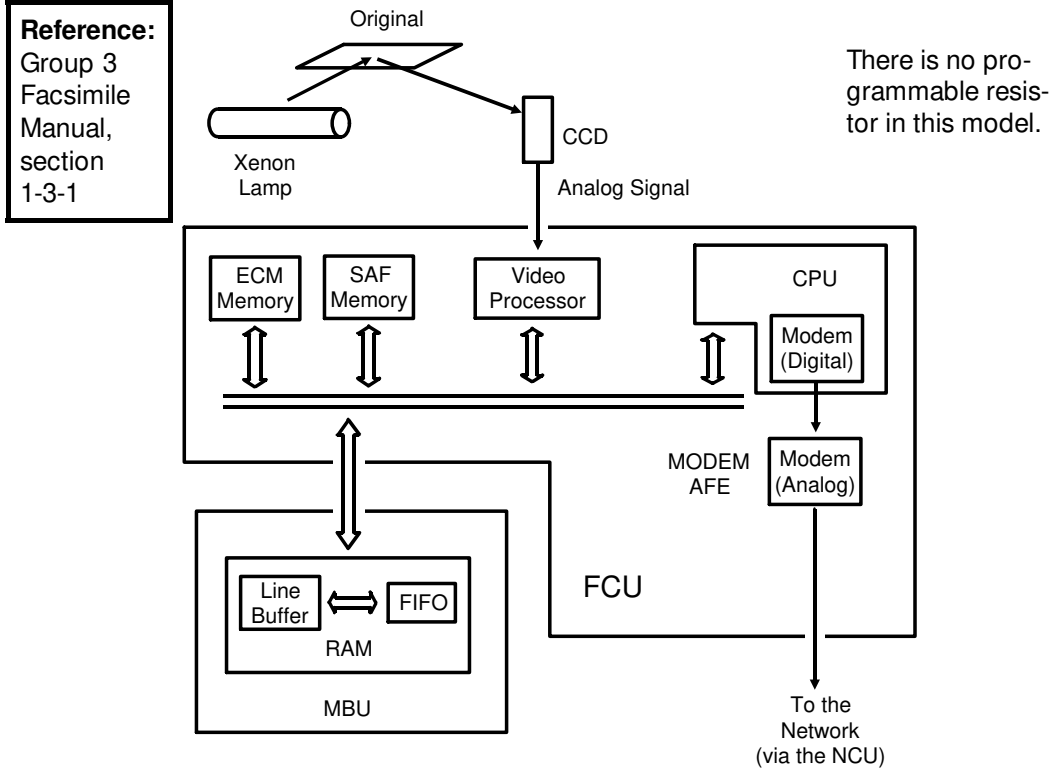 Reference:
Group 3
Facsimile
Manual,
section
1-3-1
Original
There is no pro-
grammable resis-
tor in this model.
Xenon
Lamp
CCD
Analog Signal
ECM
Memory
SAF
Memory
Video
Processor
CPU
Modem
(Digital)
MODEM
AFE
Modem
(Analog)
FCU
Line
Buffer
FIFO
RAM
MBU
To the
Network
(via the NCU)